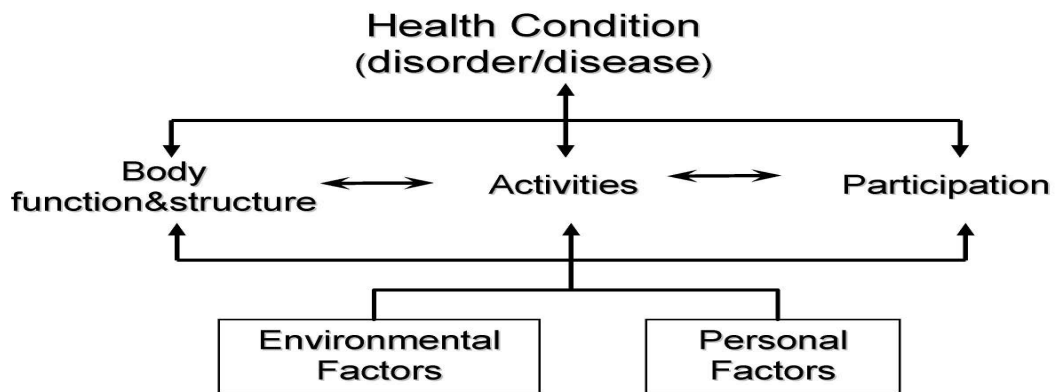 Health Condition
(disorder/disease)
Body
function&structure
Activities
Participation
Environmental
Factors
Personal
Factors